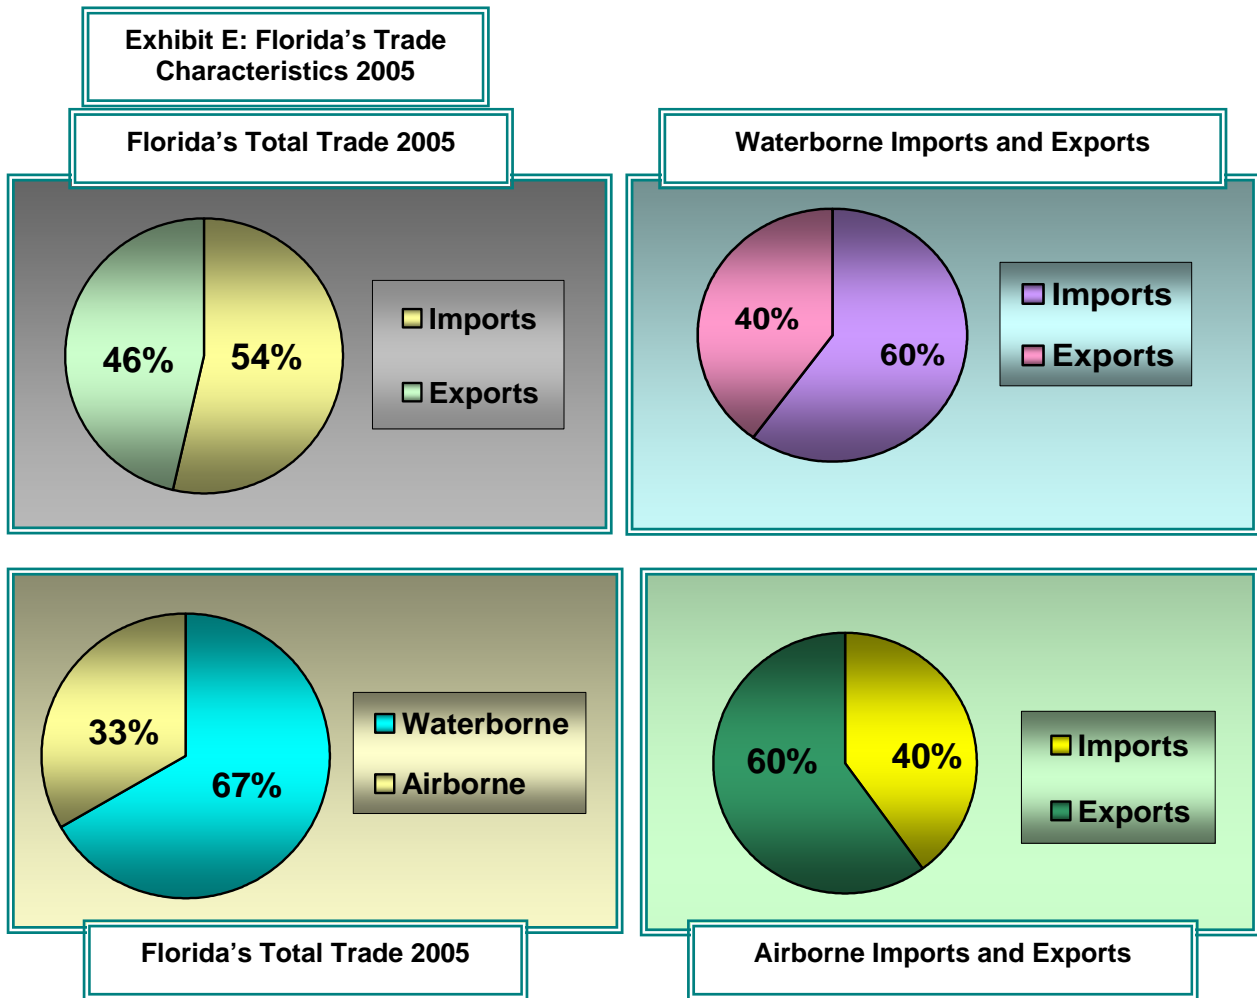 Exhibit E: Florida’s Trade
Characteristics 2005
Florida’s Total Trade 2005
46%
54%
Imports
Exports
Waterborne Imports and Exports
40%
60%
Imports
Exports
33%
67%
Waterborne
Airborne
Florida’s Total Trade 2005
60%
40%
Imports
Exports
Airborne Imports and Exports